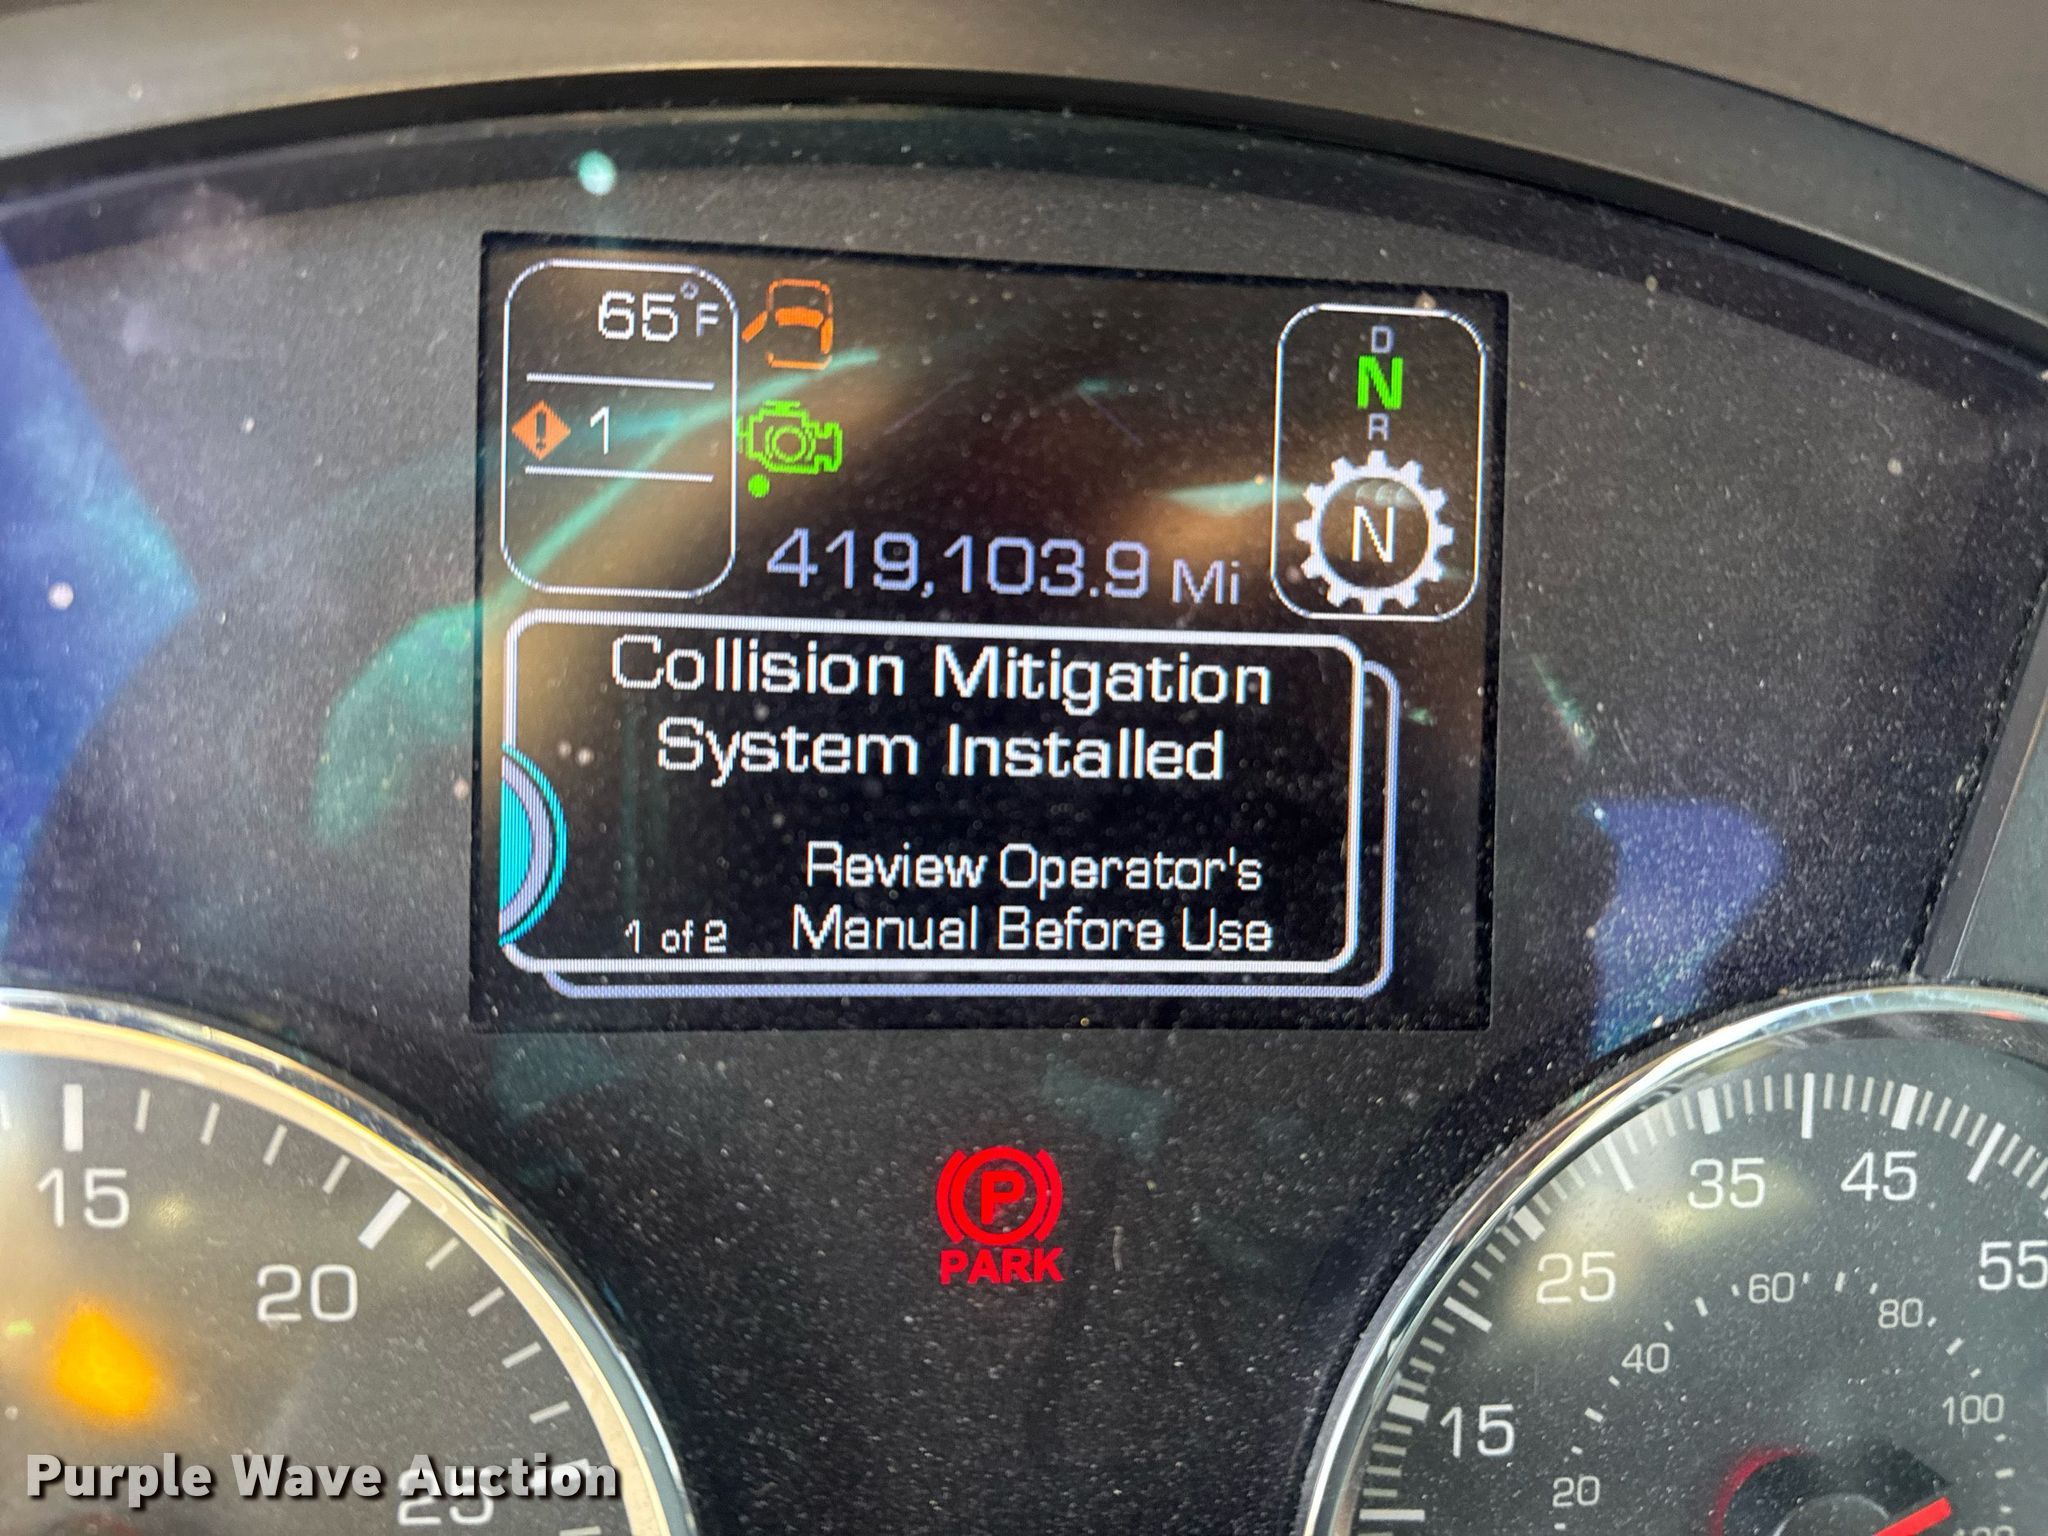 65°F
1
D
N
R
N
419,103.9 Mi
Collision Mitigation
System Installed
Review Operator's
Manual Before Use
1 of 2
PARK
P
15
20
25
15
25
35
45
55
20
40
60
80
100
Purple Wave Auction